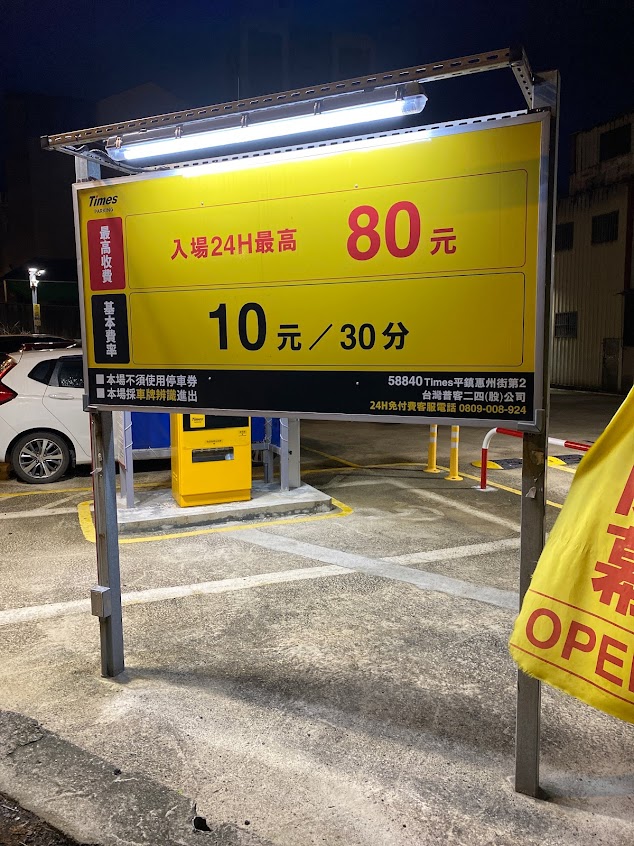 Times
PARKING
最高收費
入場24H最高 80元
基本費率
10元/30分
■本場不須使用停車券
■本場採車牌辨識進出
58840 Times平鎮惠州街第2
台灣普客二四(股)公司
24H免付費客服電話 0809-008-924
Times
幕
OPE